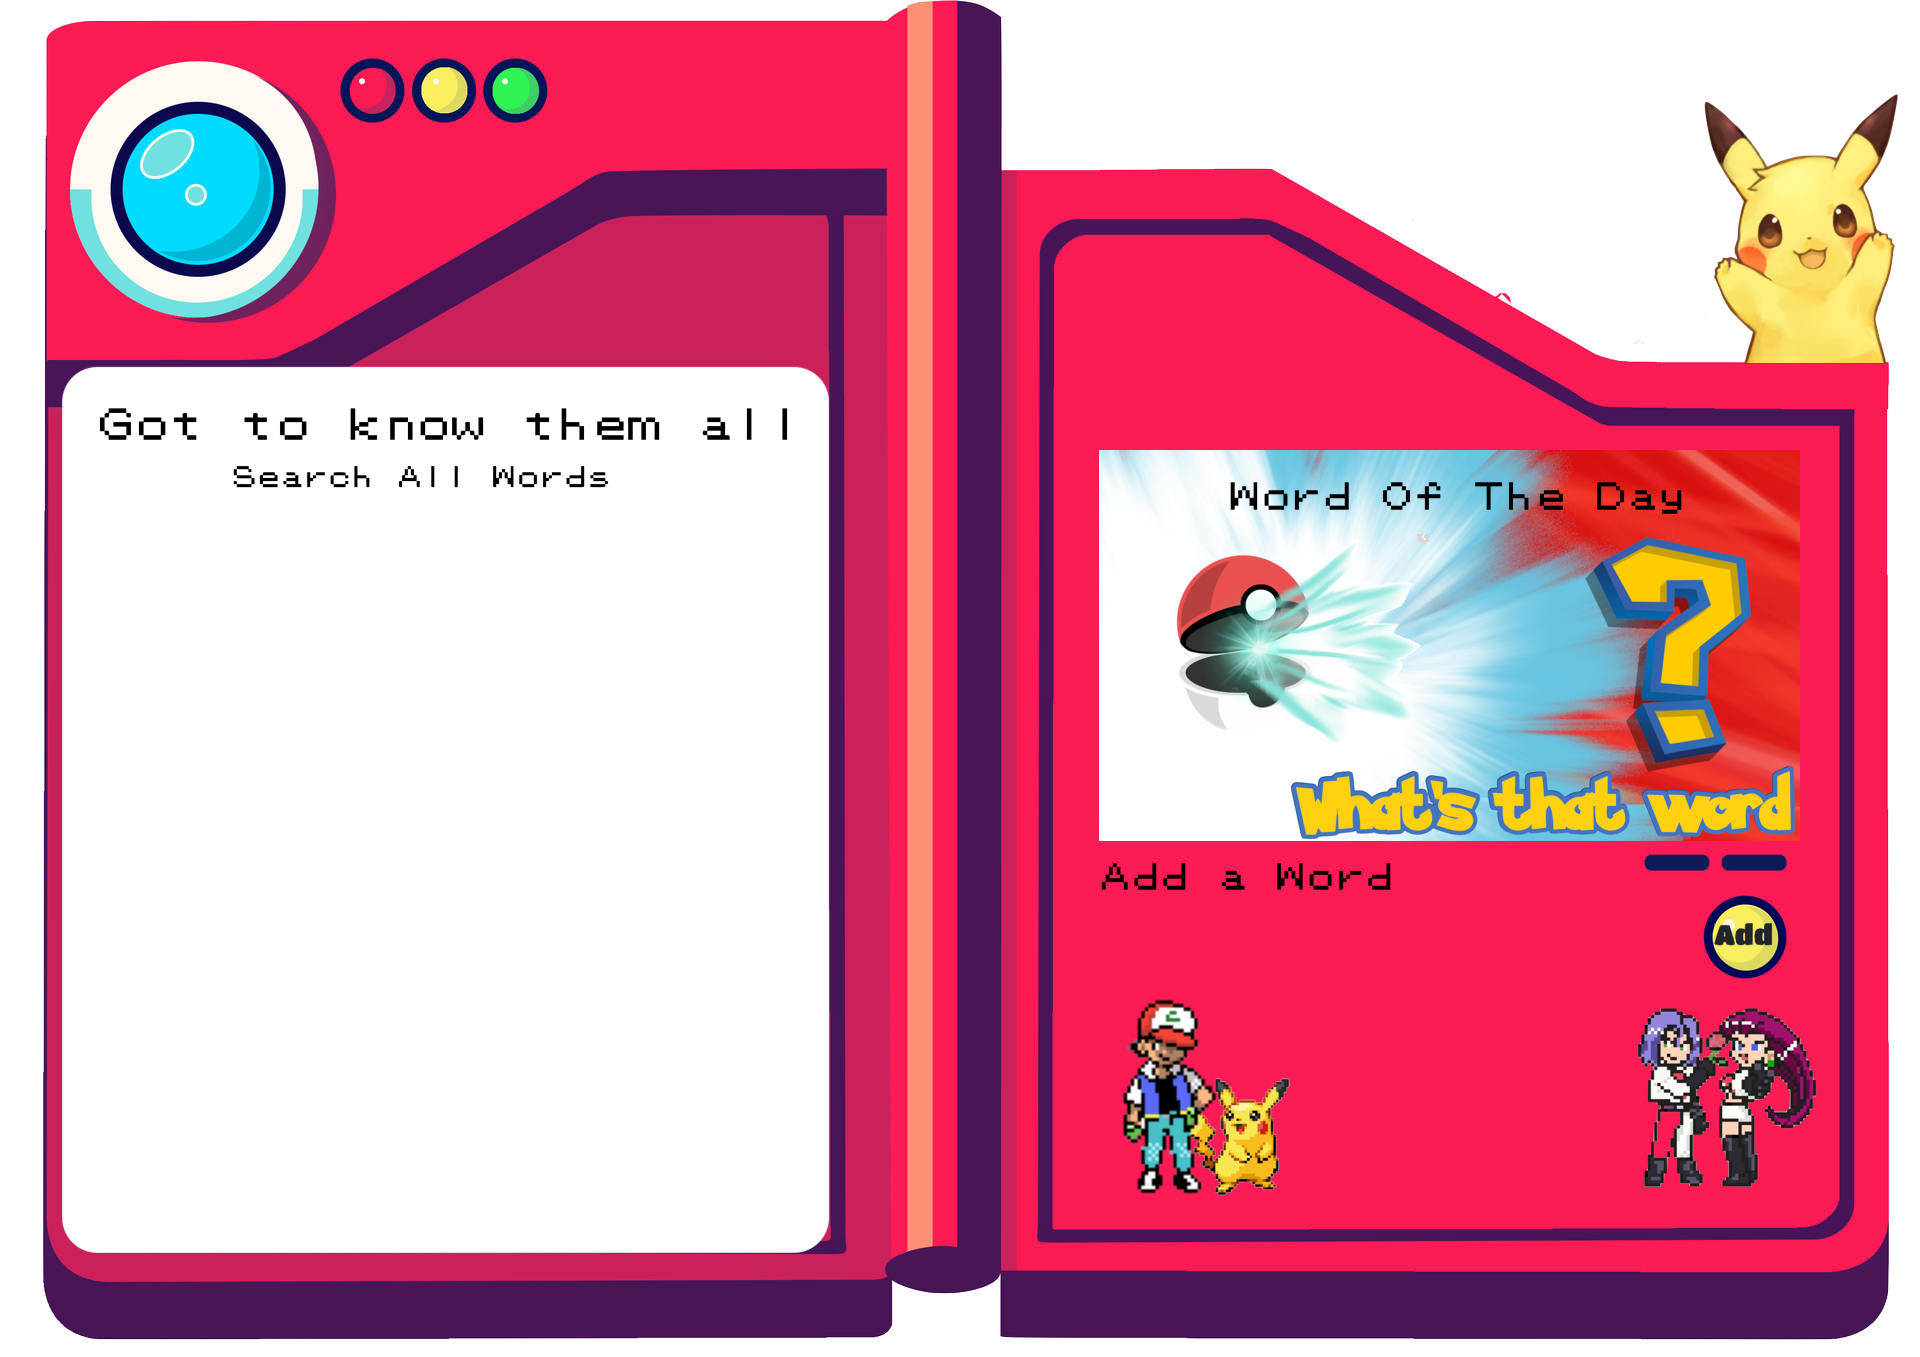 Got to know them all
Search All Words
Word Of The Day
What's that word
Add a Word
Add